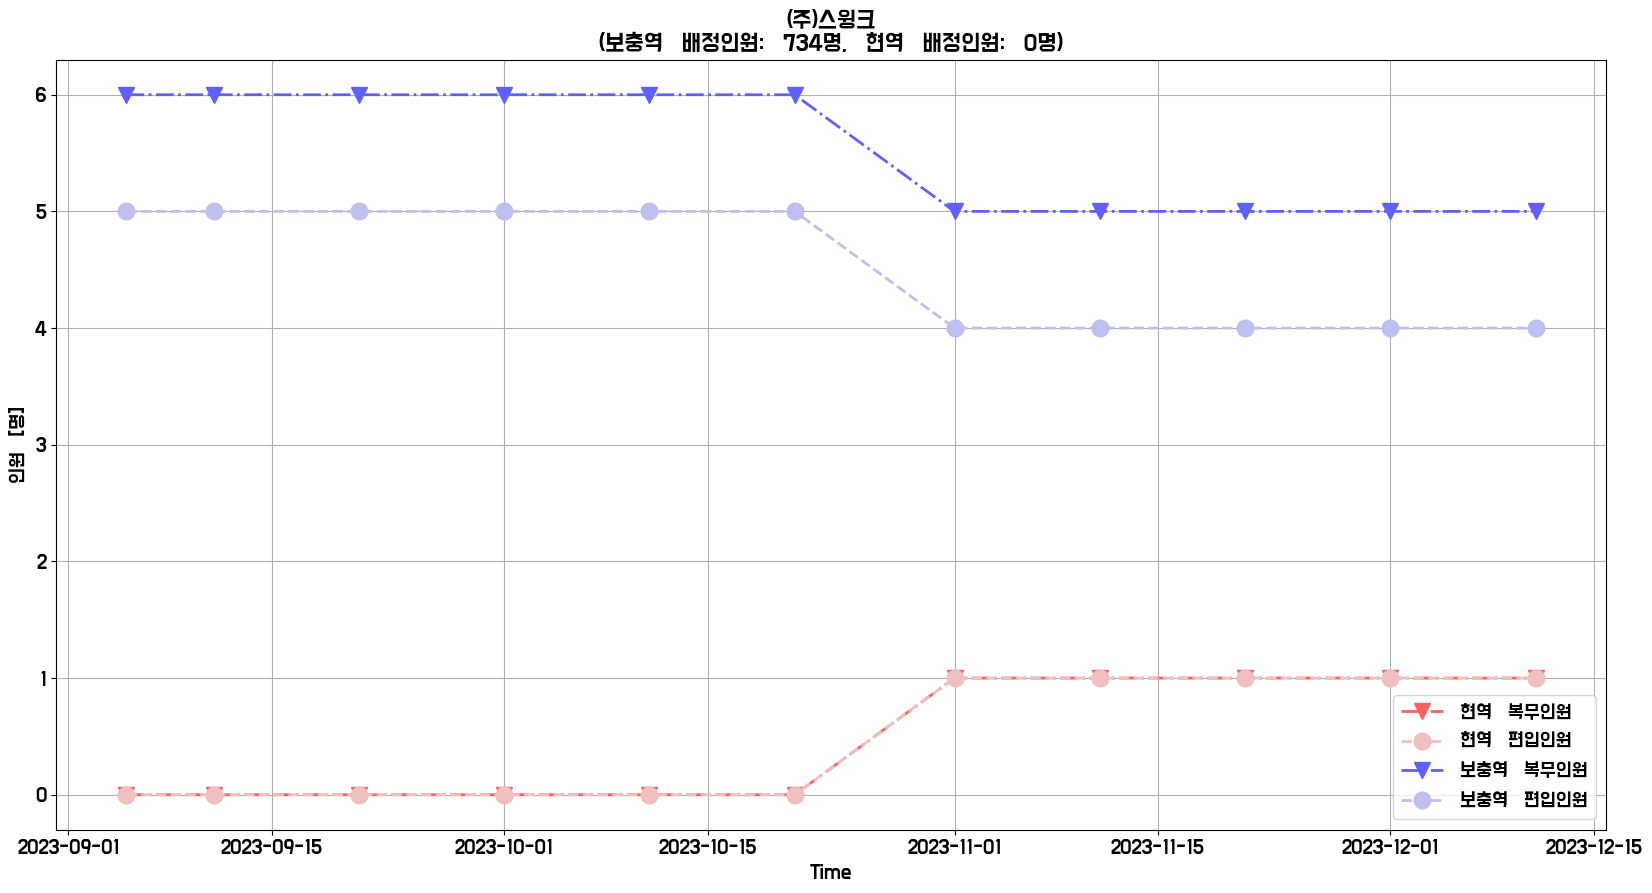 (주)스윙크
(보충역 배정인원: 734명, 현역 배정인원: 0명)
6
5
4
3
2
1
0
인원 [명]
2023-09-01 2023-09-15 2023-10-01 2023-10-15 2023-11-01 2023-11-15 2023-12-01 2023-12-15
Time
현역 복무인원
현역 편입인원
보충역 복무인원
보충역 편입인원